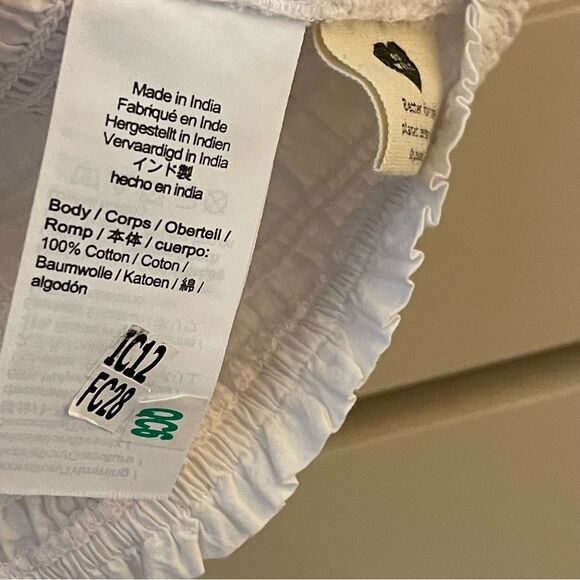 Made in India
Fabriqué en Inde
Hergestellt in Indien
Vervaardigd in India
インド製
hecho en india
Body / Corps / Oberteil /
Romp / 本体 / cuerpo:
100% Cotton / Coton /
Baumwolle / Katoen / 綿 /
algodón
IC12
FC28